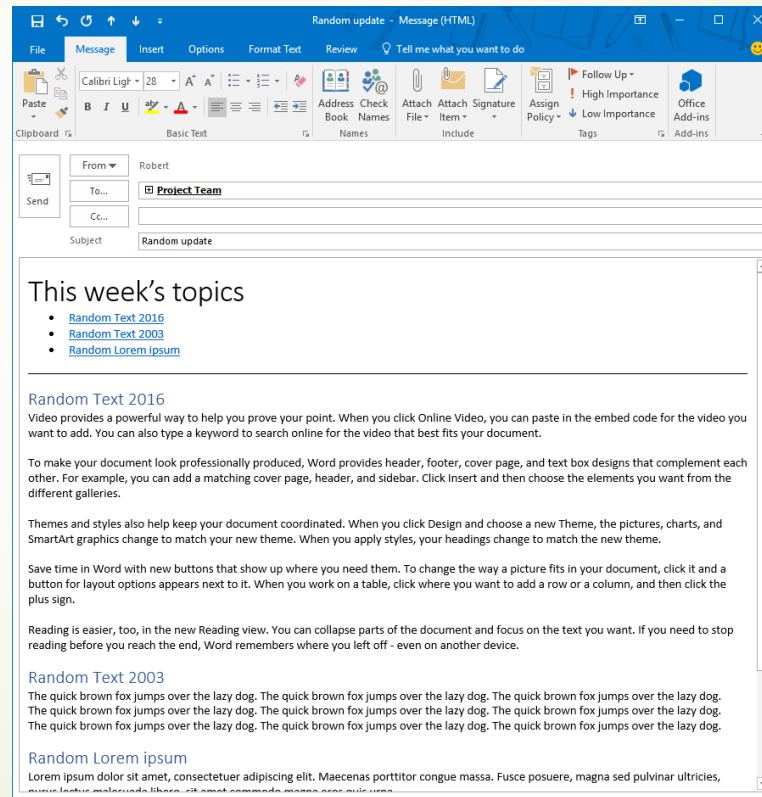 Random update - Message (HTML)
File Message Insert Options Format Text Review Tell me what you want to do
Calibri Ligh 28
Follow Up
High Importance
Low Importance
Paste
B I U
Address Book
Check Names
Attach File
Attach Item
Signature
Assign Policy
Office Add-ins
Clipboard Basic Text Names Include Tags Add-ins
From Robert
Send
To... Project Team
Cc...
Subject Random update
This week's topics
• Random Text 2016
• Random Text 2003
• Random Lorem ipsum
Random Text 2016
Video provides a powerful way to help you prove your point. When you click Online Video, you can paste in the embed code for the video you
want to add. You can also type a keyword to search online for the video that best fits your document.
To make your document look professionally produced, Word provides header, footer, cover page, and text box designs that complement each
other. For example, you can add a matching cover page, header, and sidebar. Click Insert and then choose the elements you want from the
different galleries.
Themes and styles also help keep your document coordinated. When you click Design and choose a new Theme, the pictures, charts, and
SmartArt graphics change to match your new theme. When you apply styles, your headings change to match the new theme.
Save time in Word with new buttons that show up where you need them. To change the way a picture fits in your document, click it and a
button for layout options appears next to it. When you work on a table, click where you want to add a row or a column, and then click the
plus sign.
Reading is easier, too, in the new Reading view. You can collapse parts of the document and focus on the text you want. If you need to stop
reading before you reach the end, Word remembers where you left off - even on another device.
Random Text 2003
The quick brown fox jumps over the lazy dog. The quick brown fox jumps over the lazy dog. The quick brown fox jumps over the lazy dog.
The quick brown fox jumps over the lazy dog. The quick brown fox jumps over the lazy dog. The quick brown fox jumps over the lazy dog.
The quick brown fox jumps over the lazy dog. The quick brown fox jumps over the lazy dog. The quick brown fox jumps over the lazy dog.
Random Lorem ipsum
Lorem ipsum dolor sit amet, consectetuer adipiscing elit. Maecenas porttitor congue massa. Fusce posuere, magna sed pulvinar ultricies,